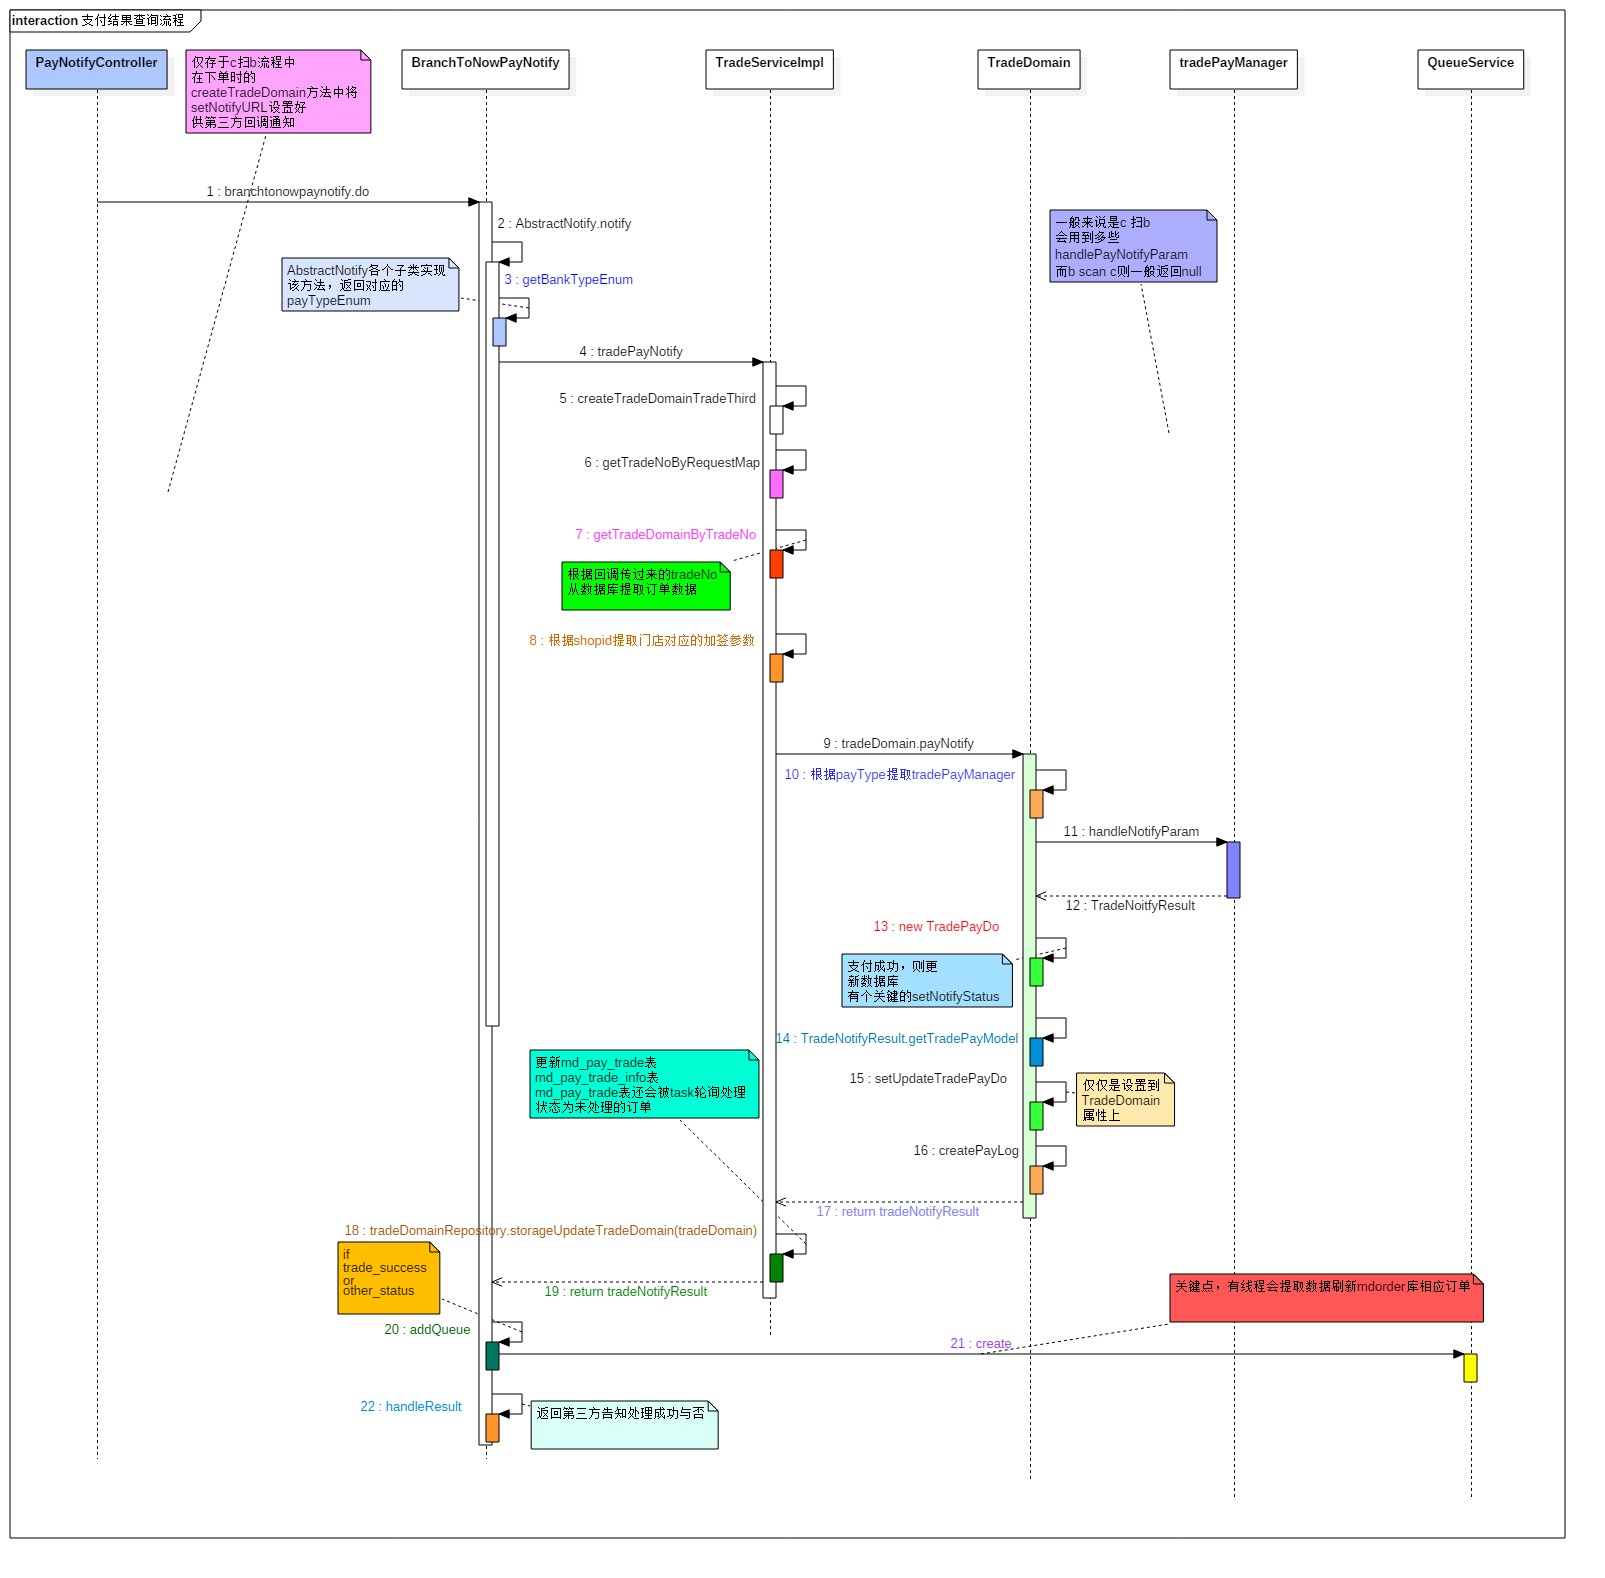 interaction 支付结果查询流程
PayNotifyController
仅存于c扫b流程中
在下单时的
createTradeDomain方法中将
setNotifyURL设置好
供第三方回调通知
BranchToNowPayNotify
TradeServiceImpl
TradeDomain
tradePayManager
QueueService
1 : branchtonowpaynotify.do
2 : AbstractNotify.notify
一般来说是c 扫b
会用到多些
handlePayNotifyParam
而b scan c则一般返回null
AbstractNotify各个子类实现
该方法，返回对应的
payTypeEnum
3 : getBankTypeEnum
4 : tradePayNotify
5 : createTradeDomainTradeThird
6 : getTradeNoByRequestMap
7 : getTradeDomainByTradeNo
根据回调传过来的tradeNo
从数据库提取订单数据
8 : 根据shopid提取门店对应的加签参数
9 : tradeDomain.payNotify
10 : 根据payType提取tradePayManager
11 : handleNotifyParam
12 : TradeNoitfyResult
13 : new TradePayDo
支付成功，则更
新数据库
有个关键的setNotifyStatus
14 : TradeNotifyResult.getTradePayModel
更新md_pay_trade表
md_pay_trade_info表
md_pay_trade表还会被task轮询处理
状态为未处理的订单
15 : setUpdateTradePayDo
仅仅是设置到
TradeDomain
属性上
16 : createPayLog
17 : return tradeNotifyResult
18 : tradeDomainRepository.storageUpdateTradeDomain(tradeDomain)
if
trade_success
or
other_status
19 : return tradeNotifyResult
关键点，有线程会提取数据刷新mdorder库相应订单
20 : addQueue
21 : create
22 : handleResult
返回第三方告知处理成功与否